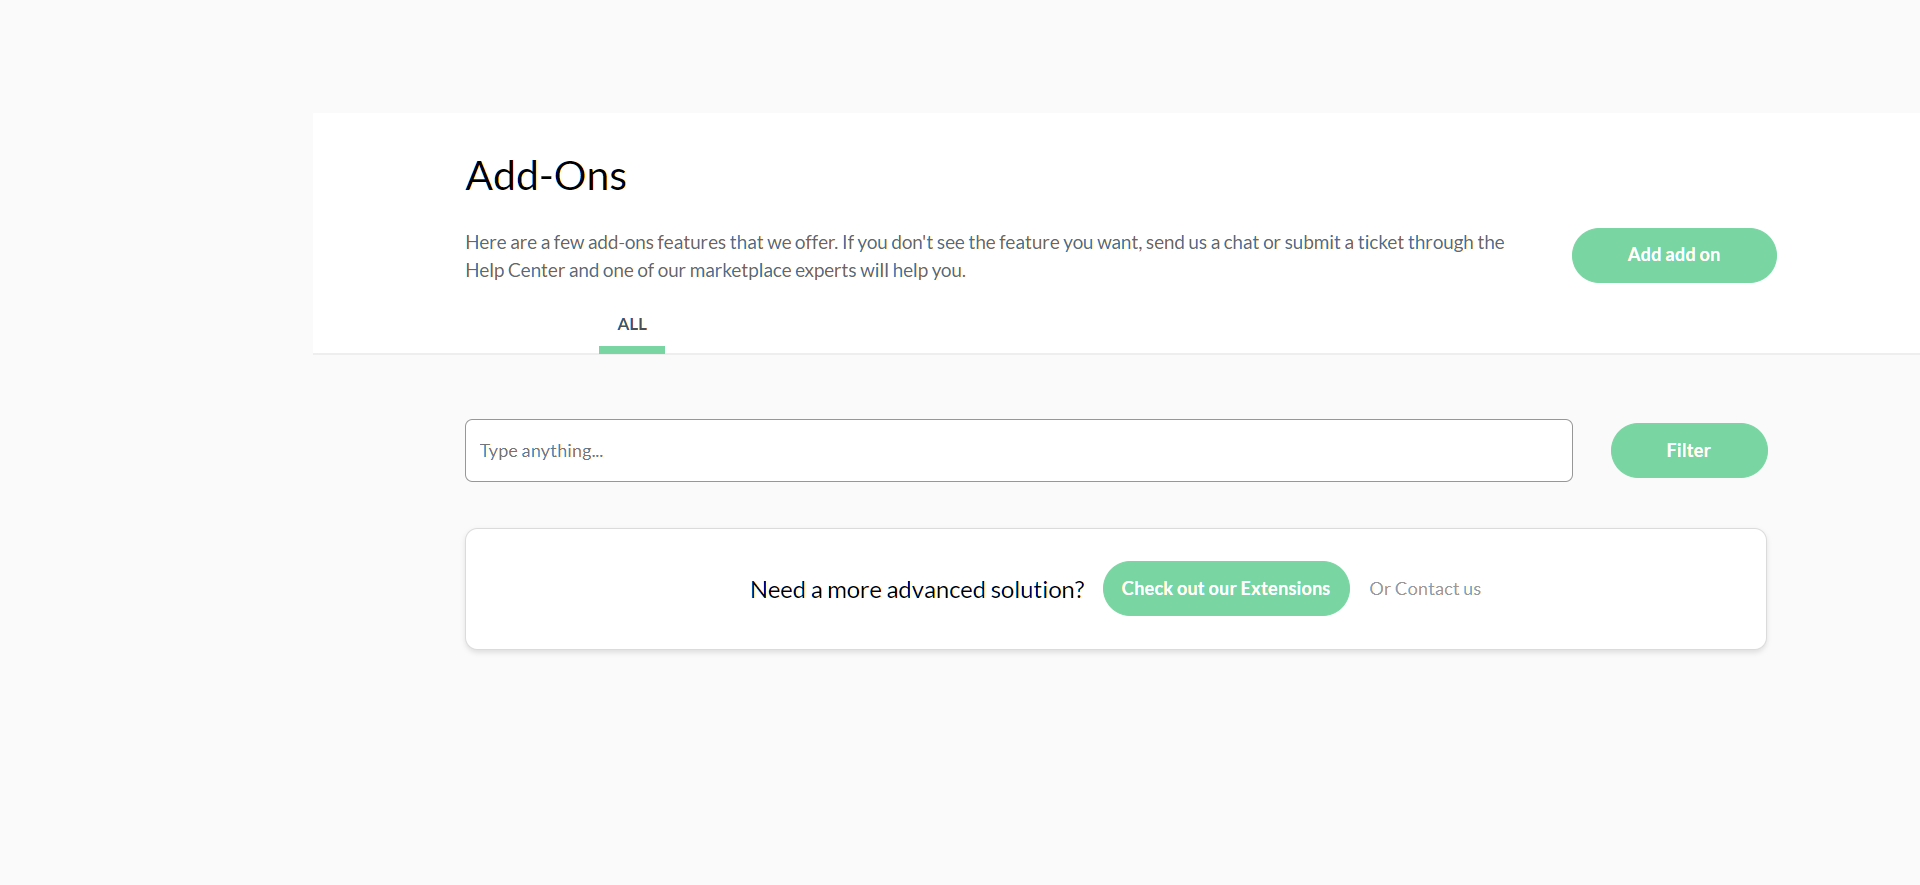 Add-Ons
Here are a few add-ons features that we offer. If you don't see the feature you want, send us a chat or submit a ticket through the
Help Center and one of our marketplace experts will help you.
Add add on
ALL
Type anything...
Filter
Need a more advanced solution?
Check out our Extensions
Or Contact us